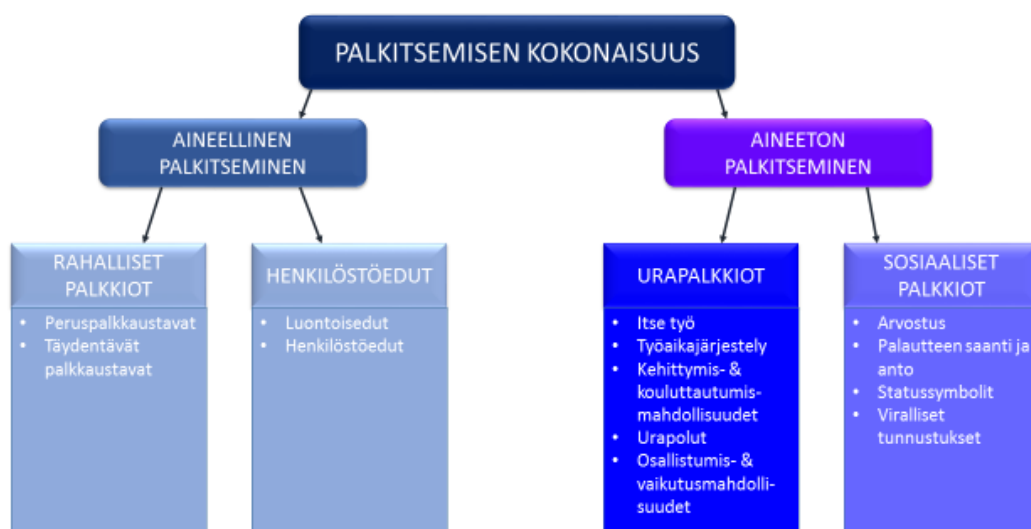 PALKITSEMISEN KOKONAISUUS
AINEELLINEN
PALKITSEMINEN
AINEETON
PALKITSEMINEN
RAHALLISET
PALKKIOT
• Peruspalkkaustavat
• Täydentävät
palkkaustavat
HENKILÖSTÖEDUT
• Luontoisedut
• Henkilöstöedut
URAPALKKIOT
• Itse työ
• Työaikajärjestely
• Kehittymis- &
kouluttautumis-
mahdollisuudet
• Urapolut
• Osallistumis- &
vaikutusmahdolli-
suudet
SOSIAALISET
PALKKIOT
• Arvostus
• Palautteen saanti ja
anto
• Statussymbolit
• Viralliset
tunnustukset